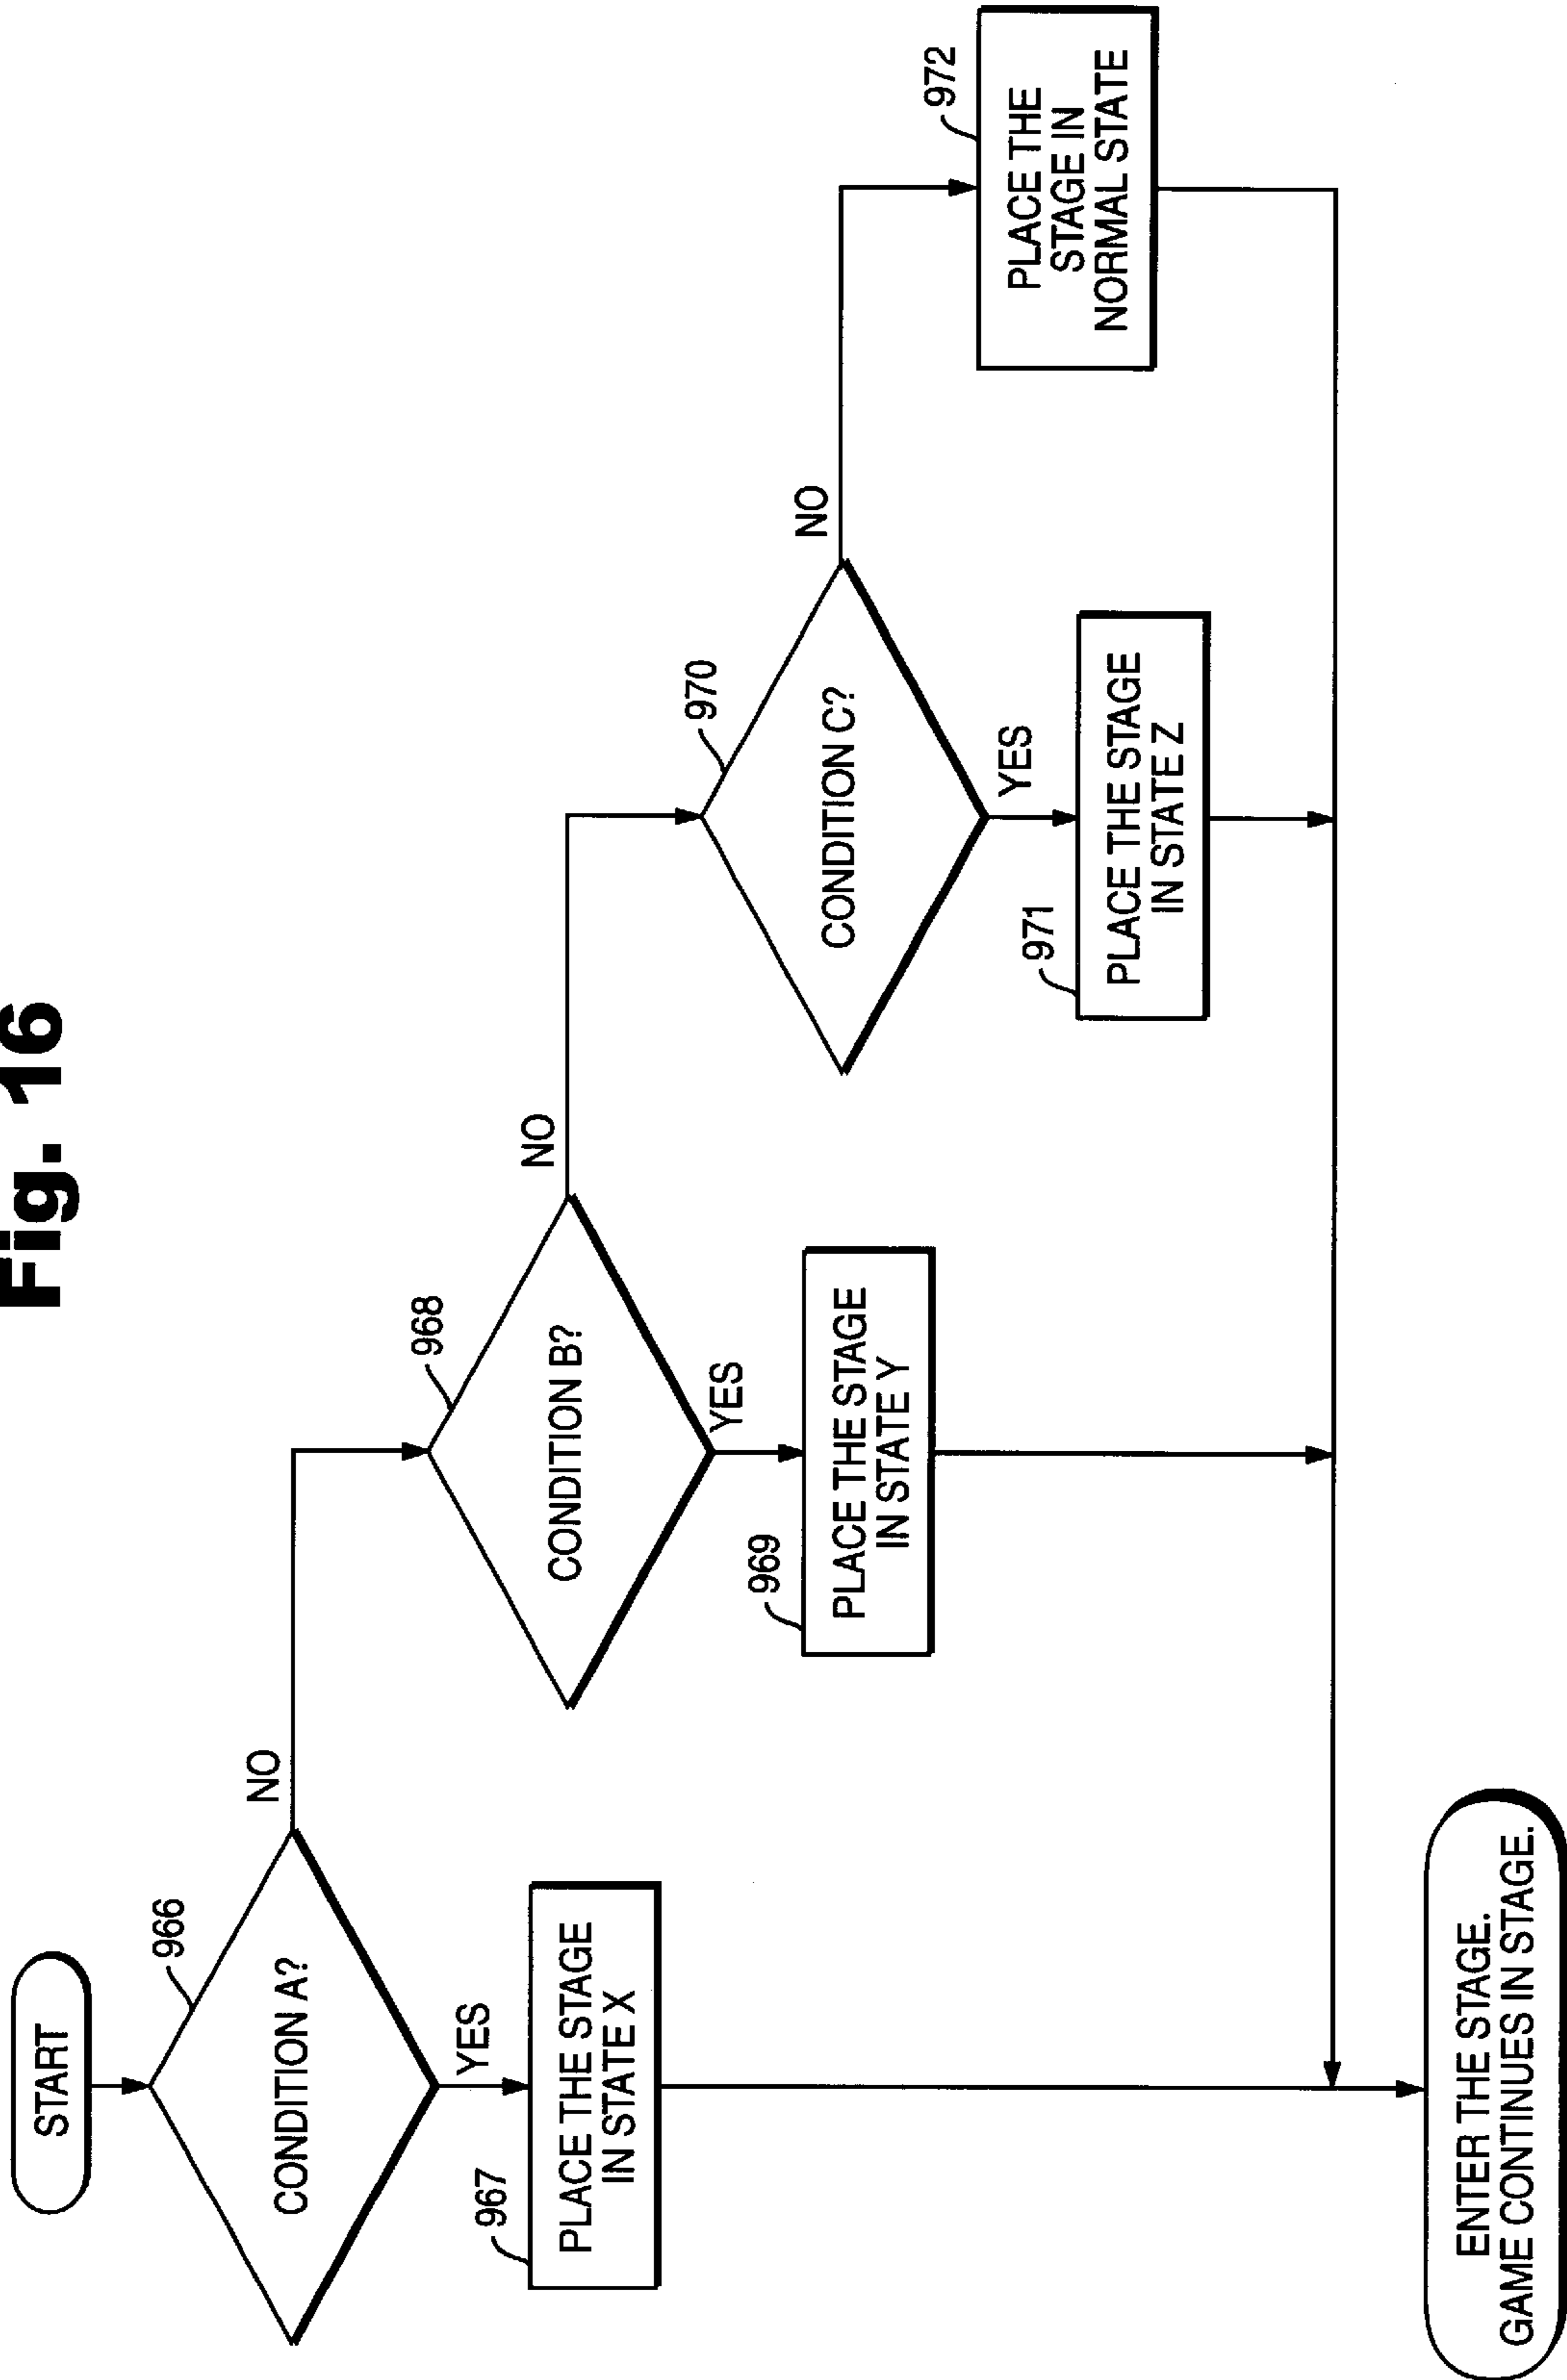 Fig. 16
START
966
CONDITION A?
NO
YES
967
PLACE THE STAGE
IN STATE X
968
CONDITION B?
NO
YES
969
PLACE THE STAGE
IN STATE Y
970
CONDITION C?
NO
YES
971
PLACE THE STAGE
IN STATE Z
972
PLACE THE
STAGE IN
NORMAL STATE
ENTER THE STAGE.
GAME CONTINUES IN STAGE.